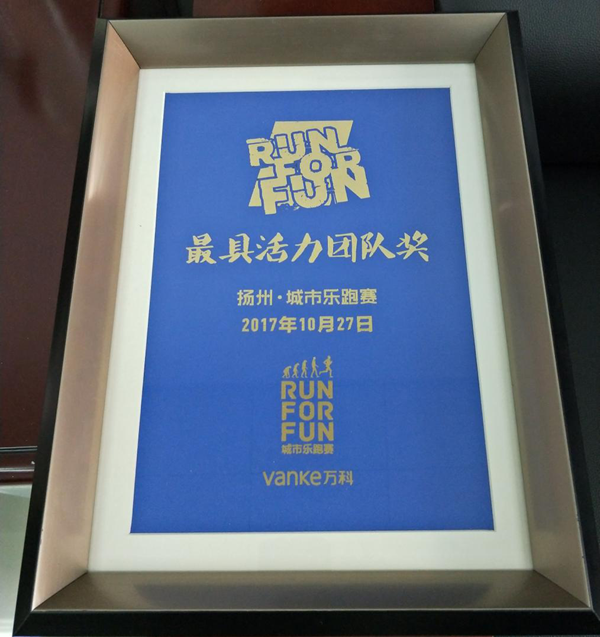 RUN
FOR
FUN
最具活力团队奖
扬州·城市乐跑赛
2017年10月27日
RUN
FOR
FUN
城市乐跑赛
vanke万科